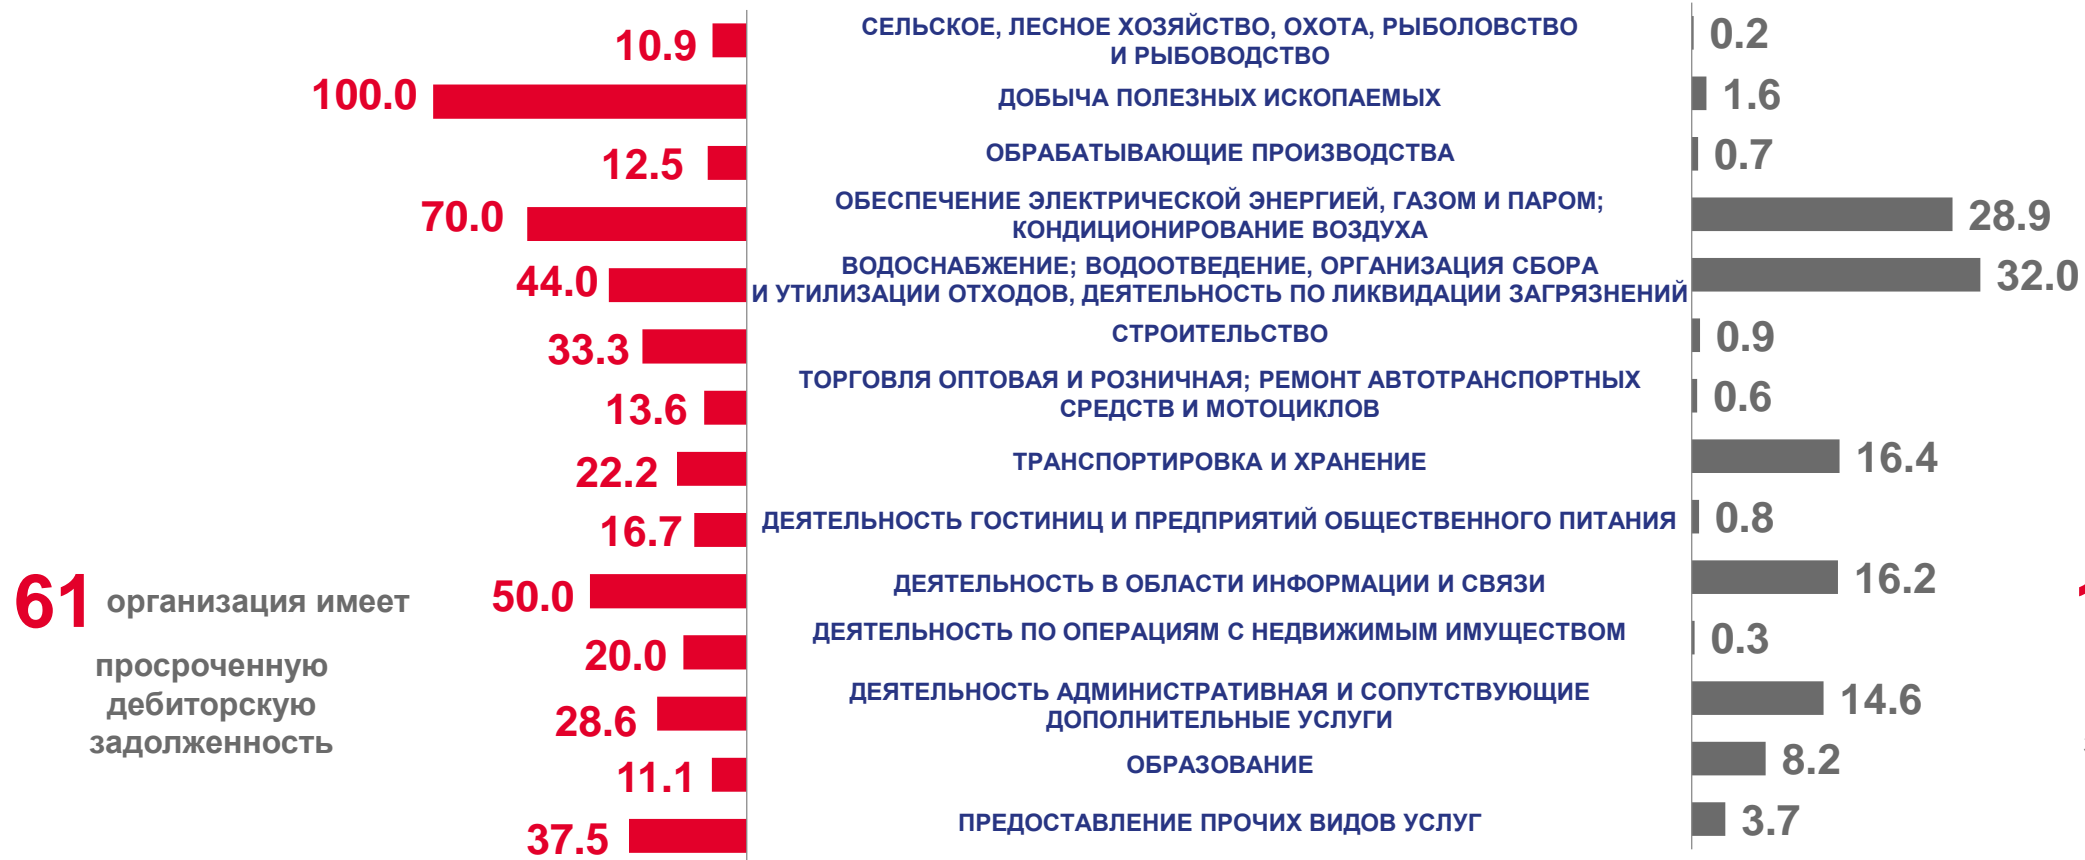 10.9
СЕЛЬСКОЕ, ЛЕСНОЕ ХОЗЯЙСТВО, ОХОТА, РЫБОЛОВСТВО
И РЫБОВОДСТВО
0.2
100.0
ДОБЫЧА ПОЛЕЗНЫХ ИСКОПАЕМЫХ
1.6
12.5
ОБРАБАТЫВАЮЩИЕ ПРОИЗВОДСТВА
0.7
70.0
ОБЕСПЕЧЕНИЕ ЭЛЕКТРИЧЕСКОЙ ЭНЕРГИЕЙ, ГАЗОМ И ПАРОМ;
КОНДИЦИОНИРОВАНИЕ ВОЗДУХА
28.9
44.0
ВОДОСНАБЖЕНИЕ; ВОДООТВЕДЕНИЕ, ОРГАНИЗАЦИЯ СБОРА
И УТИЛИЗАЦИИ ОТХОДОВ, ДЕЯТЕЛЬНОСТЬ ПО ЛИКВИДАЦИИ ЗАГРЯЗНЕНИЙ
32.0
33.3
СТРОИТЕЛЬСТВО
0.9
13.6
ТОРГОВЛЯ ОПТОВАЯ И РОЗНИЧНАЯ; РЕМОНТ АВТОТРАНСПОРТНЫХ
СРЕДСТВ И МОТОЦИКЛОВ
0.6
22.2
ТРАНСПОРТИРОВКА И ХРАНЕНИЕ
16.4
16.7
ДЕЯТЕЛЬНОСТЬ ГОСТИНИЦ И ПРЕДПРИЯТИЙ ОБЩЕСТВЕННОГО ПИТАНИЯ
0.8
50.0
ДЕЯТЕЛЬНОСТЬ В ОБЛАСТИ ИНФОРМАЦИИ И СВЯЗИ
16.2
20.0
ДЕЯТЕЛЬНОСТЬ ПО ОПЕРАЦИЯМ С НЕДВИЖИМЫМ ИМУЩЕСТВОМ
0.3
28.6
ДЕЯТЕЛЬНОСТЬ АДМИНИСТРАТИВНАЯ И СОПУТСТВУЮЩИЕ
ДОПОЛНИТЕЛЬНЫЕ УСЛУГИ
14.6
11.1
ОБРАЗОВАНИЕ
8.2
37.5
ПРЕДОСТАВЛЕНИЕ ПРОЧИХ ВИДОВ УСЛУГ
3.7
61 организация имеет
просроченную
дебиторскую
задолженность